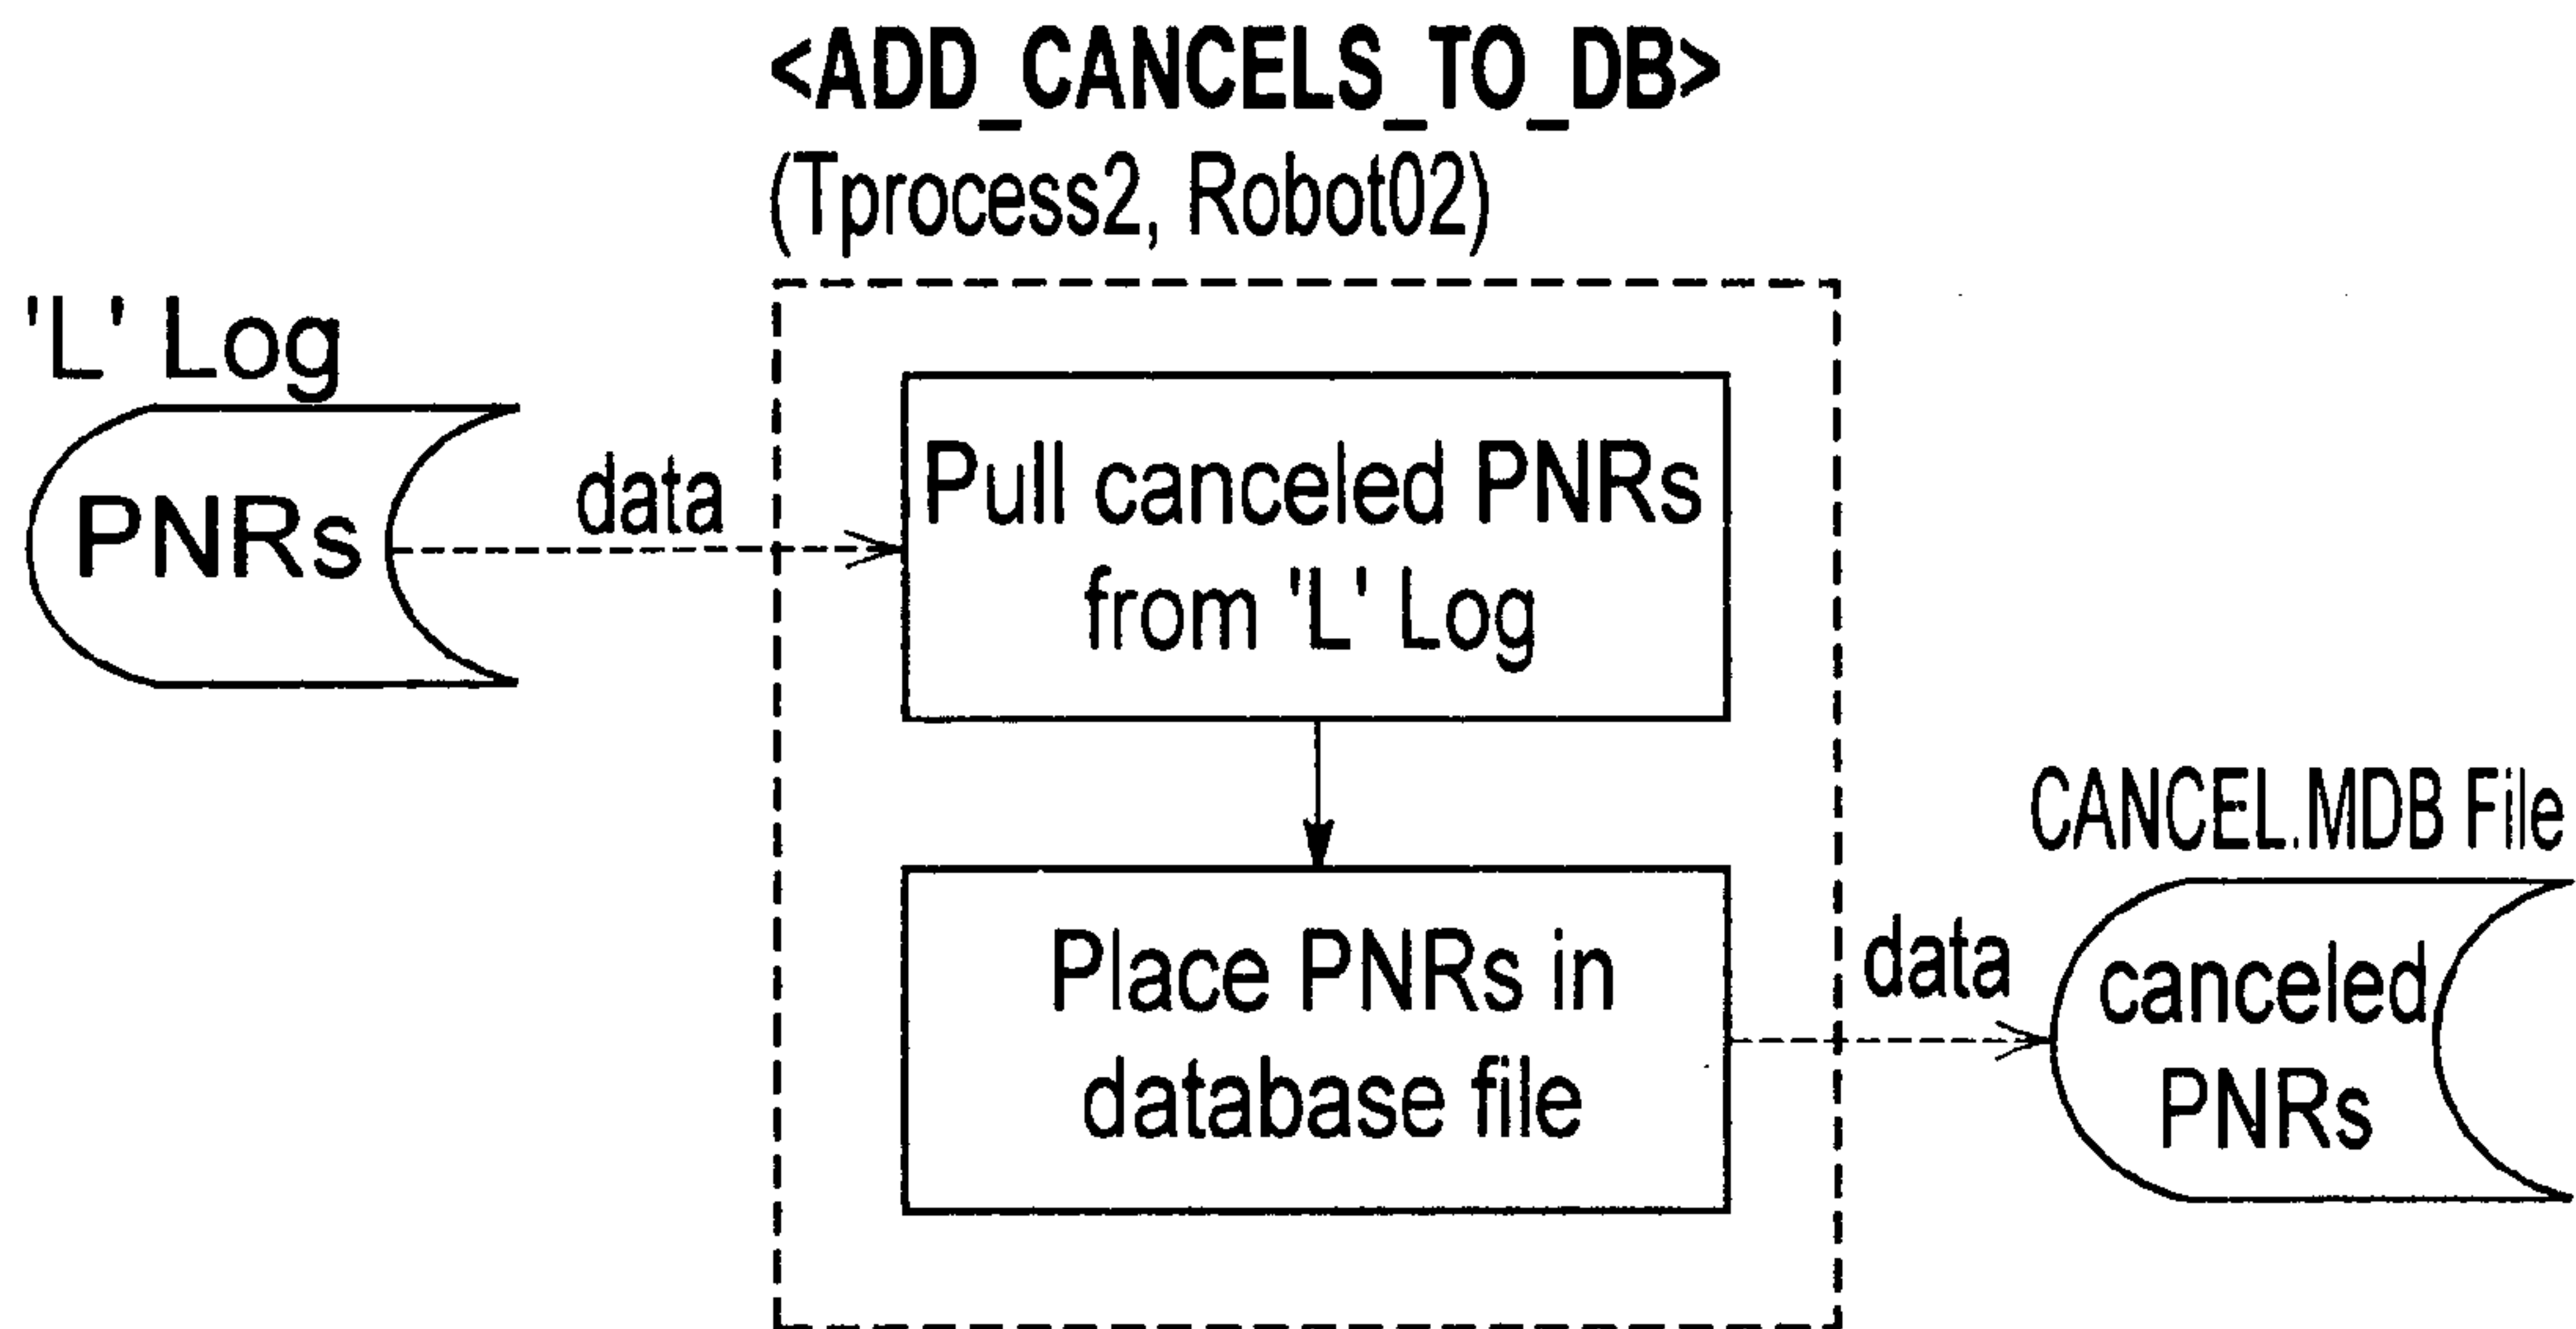 <ADD_CANCELS_TO_DB>
(Tprocess2, Robot02)
'L' Log
PNRs
data
Pull canceled PNRs
from 'L' Log
Place PNRs in
database file
data
CANCEL.MDB File
canceled
PNRs